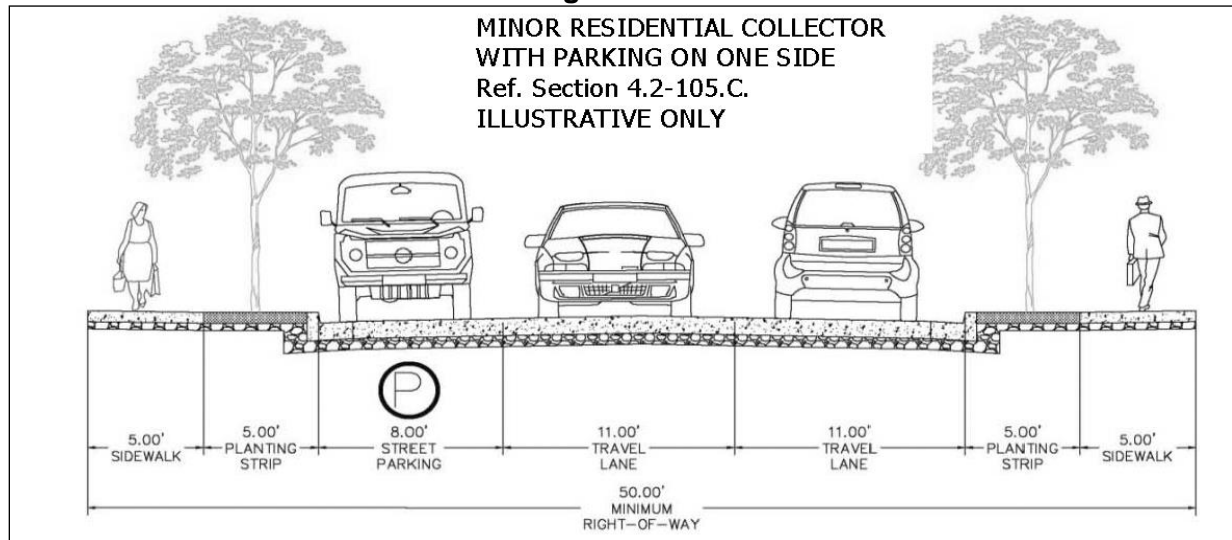 MINOR RESIDENTIAL COLLECTOR
WITH PARKING ON ONE SIDE
Ref. Section 4.2-105.C.
ILLUSTRATIVE ONLY
P
5.00'
SIDEWALK
5.00'
PLANTING
STRIP
8.00'
STREET
PARKING
11.00'
TRAVEL
LANE
11.00'
TRAVEL
LANE
5.00'
PLANTING
STRIP
5.00'
SIDEWALK
50.00'
MINIMUM
RIGHT-OF-WAY